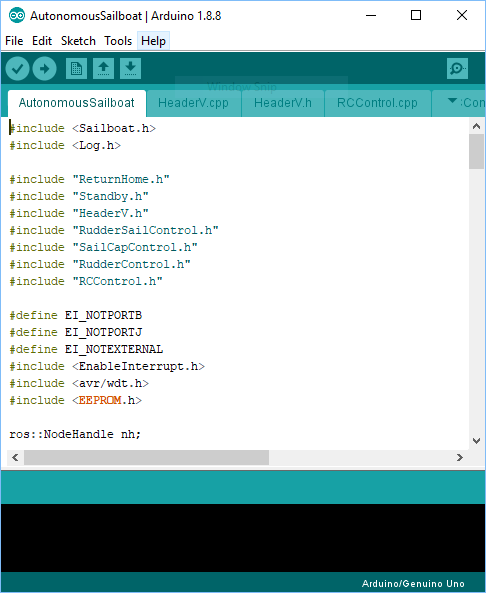 AutonomousSailboat | Arduino 1.8.8
File Edit Sketch Tools Help
Window Snip
AutonomousSailboat HeaderV.cpp HeaderV.h RCControl.cpp Con
#include <Sailboat.h>
#include <Log.h>
#include "ReturnHome.h"
#include "Standby.h"
#include "HeaderV.h"
#include "RudderSailControl.h"
#include "SailCapControl.h"
#include "RudderControl.h"
#include "RCControl.h"
#define EI_NOTPORTB
#define EI_NOTPORTJ
#define EI_NOTEXTERNAL
#include <EnableInterrupt.h>
#include <avr/wdt.h>
#include <EEPROM.h>
ros::NodeHandle nh;
Arduino/Genuino Uno